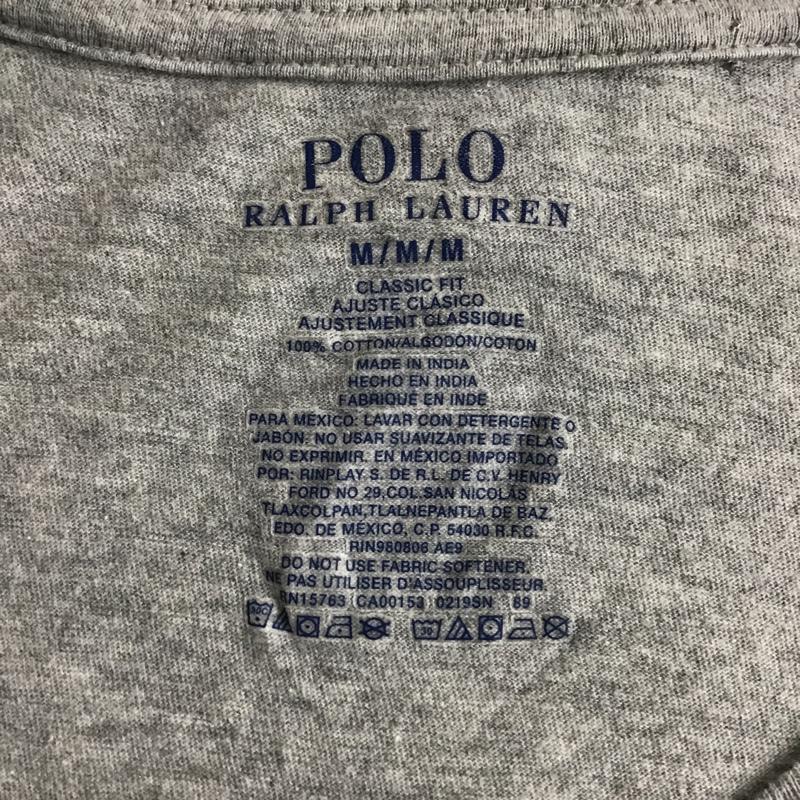 POLO
RALPH LAUREN
M/M/M
CLASSIC FIT
AJUSTE CLÁSICO
AJUSTEMENT CLASSIQUE
100% COTTON/ALGODÓN/COTON
MADE IN INDIA
HECHO EN INDIA
FABRIQUÉ EN INDE
PARA MÉXICO: LAVAR CON DETERGENTE O
JABÓN. NO USAR SUAVIZANTE DE TELAS.
NO EXPRIMIR. EN MÉXICO IMPORTADO
POR: RINPLAY S. DE R.L. DE C.V. HENRY
FORD NO 29,COL.SAN NICOLÁS
TLAXCOLPAN,TLALNEPANTLA DE BAZ,
EDO. DE MÉXICO, C.P. 54030 R.F.C.
RIN980806 AE9
DO NOT USE FABRIC SOFTENER.
NE PAS UTILISER D'ASSOUPLISSEUR.
RN15763 CA00153 0219SN 89
30C 30